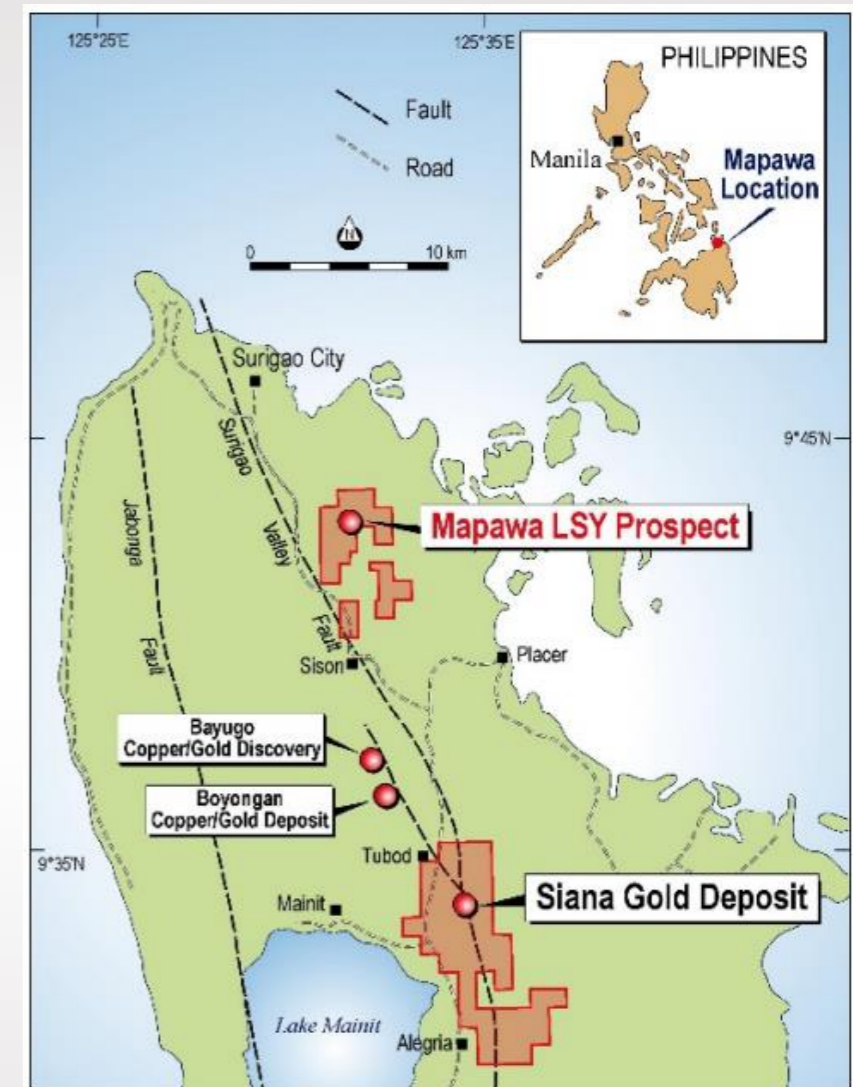 125°25'E
125°35'E
PHILIPPINES
Manila
Mapawa
Location
Fault
Road
N
0
10 km
Surigao City
9°45'N
Surigao
Valley
Fault
Jabonga
Fault
Mapawa LSY Prospect
Sison
Placer
Bayugo
Copper/Gold Discovery
Boyongan
Copper/Gold Deposit
9°35'N
Tubod
Mainit
Siana Gold Deposit
Lake Mainit
Alegria